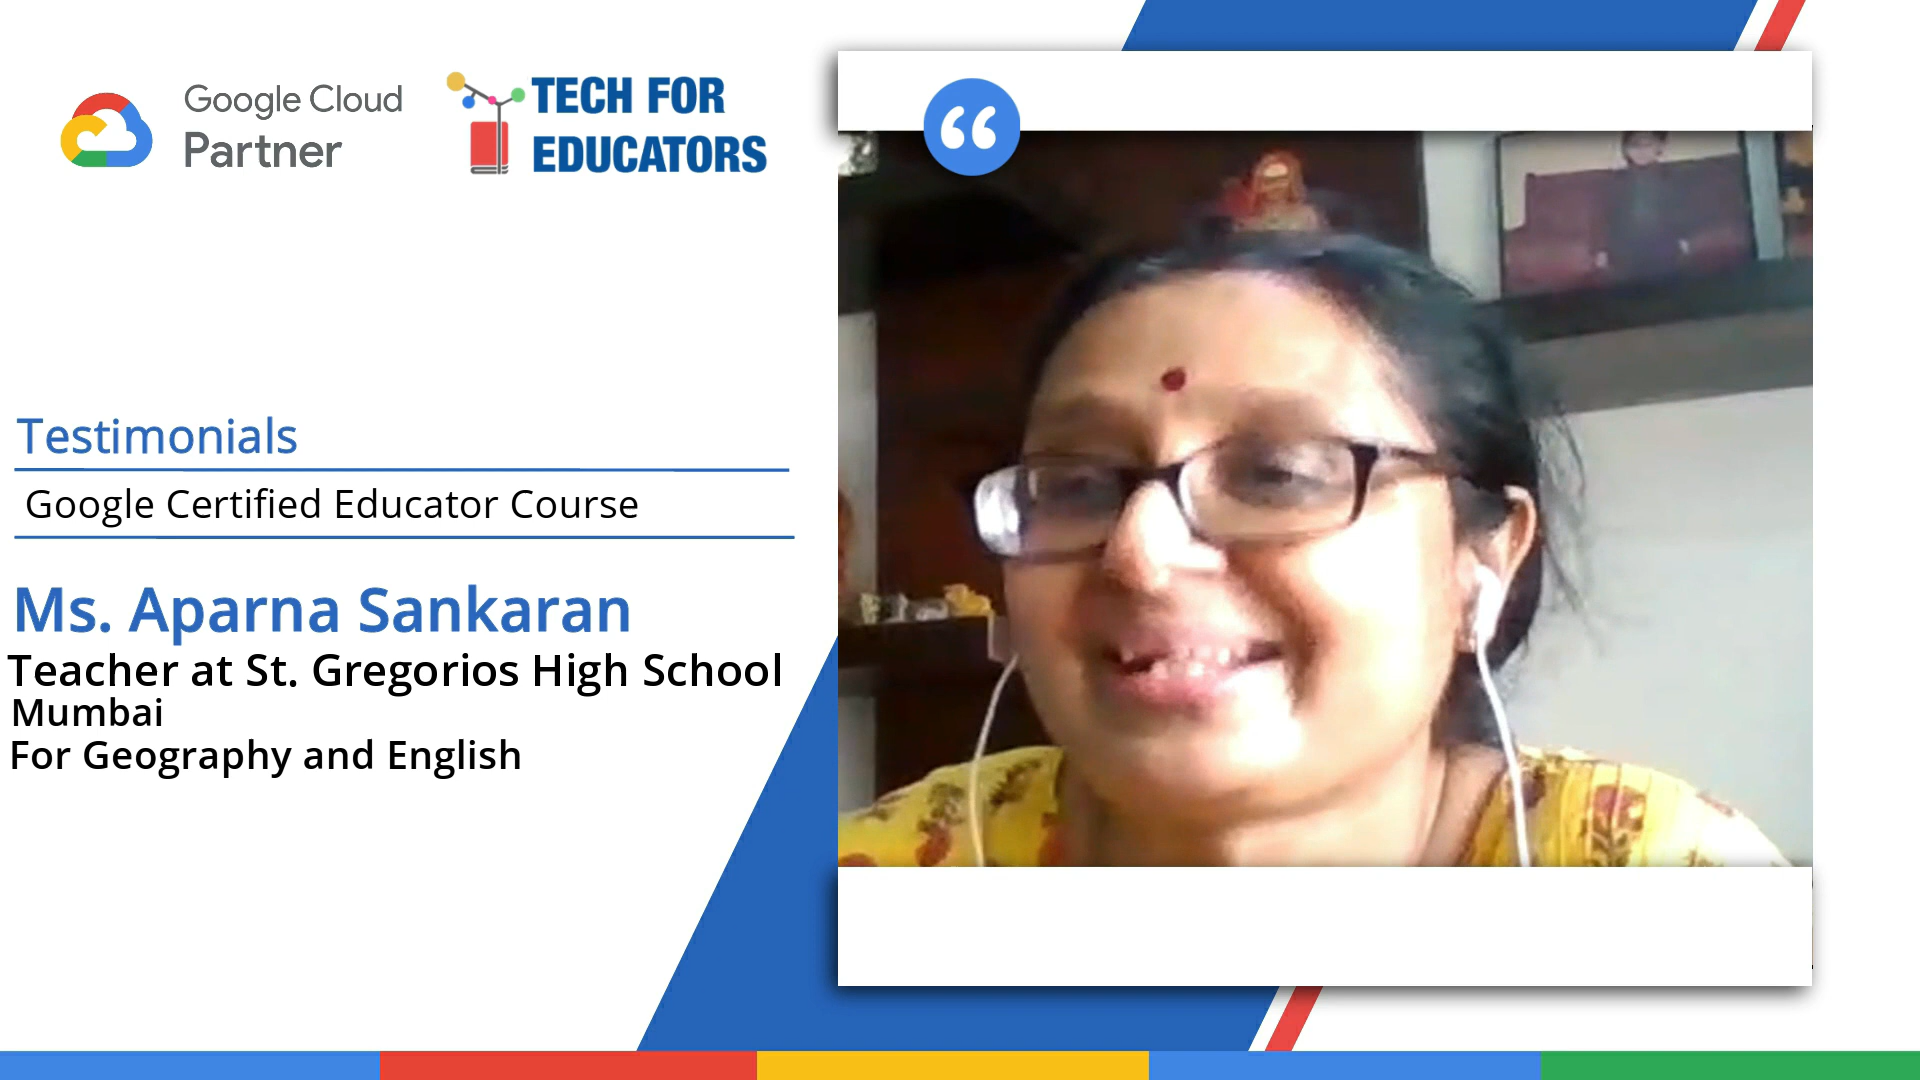 Google Cloud
Partner
TECH FOR
EDUCATORS
Testimonials
Google Certified Educator Course
Ms. Aparna Sankaran
Teacher at St. Gregorios High School
Mumbai
For Geography and English